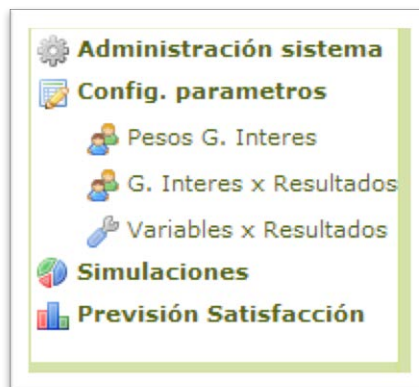 Administración sistema
Config. parametros
Pesos G. Interes
G. Interes x Resultados
Variables x Resultados
Simulaciones
Previsión Satisfacción